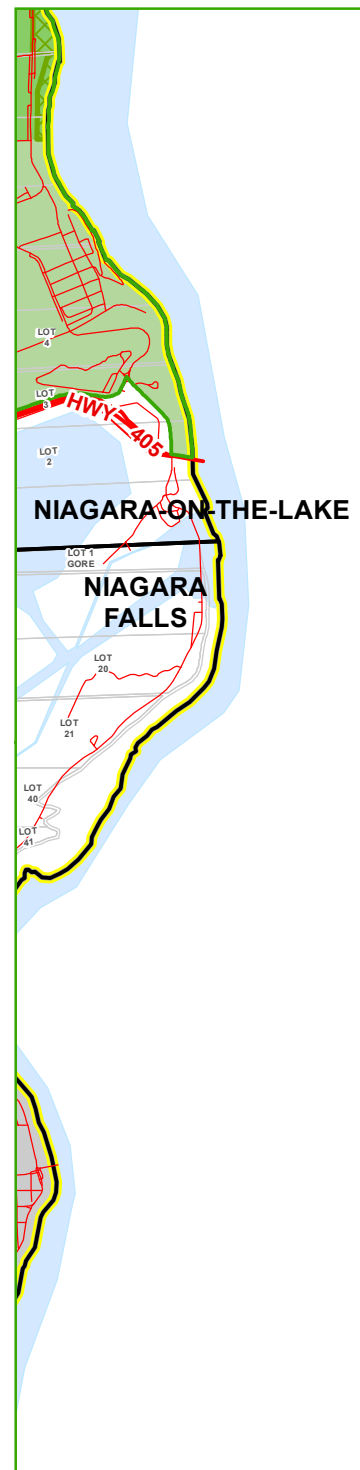 LOT
4
LOT
3
HWY 405
LOT
2
NIAGARA-ON-THE-LAKE
LOT 1
GORE
NIAGARA
FALLS
LOT
20
LOT
21
LOT
40
LOT
41